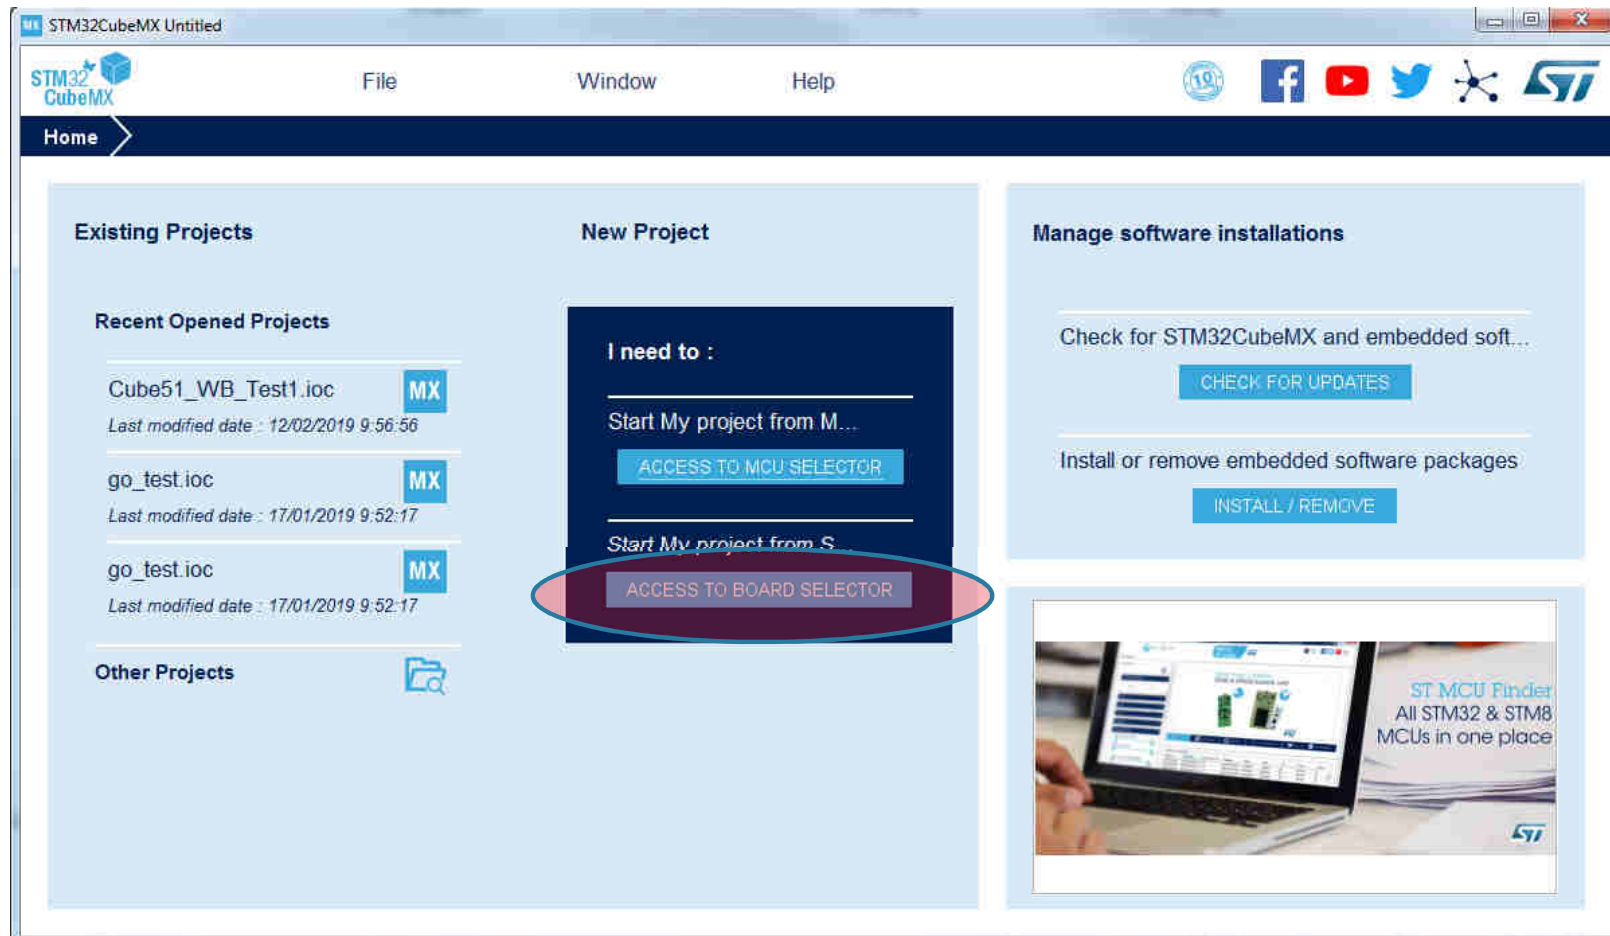 MX STM32CubeMX Untitled
STM32
CubeMX
File
Window
Help
10
Home
Existing Projects
Recent Opened Projects
Cube51_WB_Test1.ioc
MX
Last modified date : 12/02/2019 9:56:56
go_test.ioc
MX
Last modified date : 17/01/2019 9:52:17
go_test.ioc
MX
Last modified date : 17/01/2019 9:52:17
Other Projects
New Project
I need to :
Start My project from M...
ACCESS TO MCU SELECTOR
Start My project from S...
ACCESS TO BOARD SELECTOR
Manage software installations
Check for STM32CubeMX and embedded soft...
CHECK FOR UPDATES
Install or remove embedded software packages
INSTALL / REMOVE
ST MCU Finder
All STM32 & STM8
MCUs in one place
ST